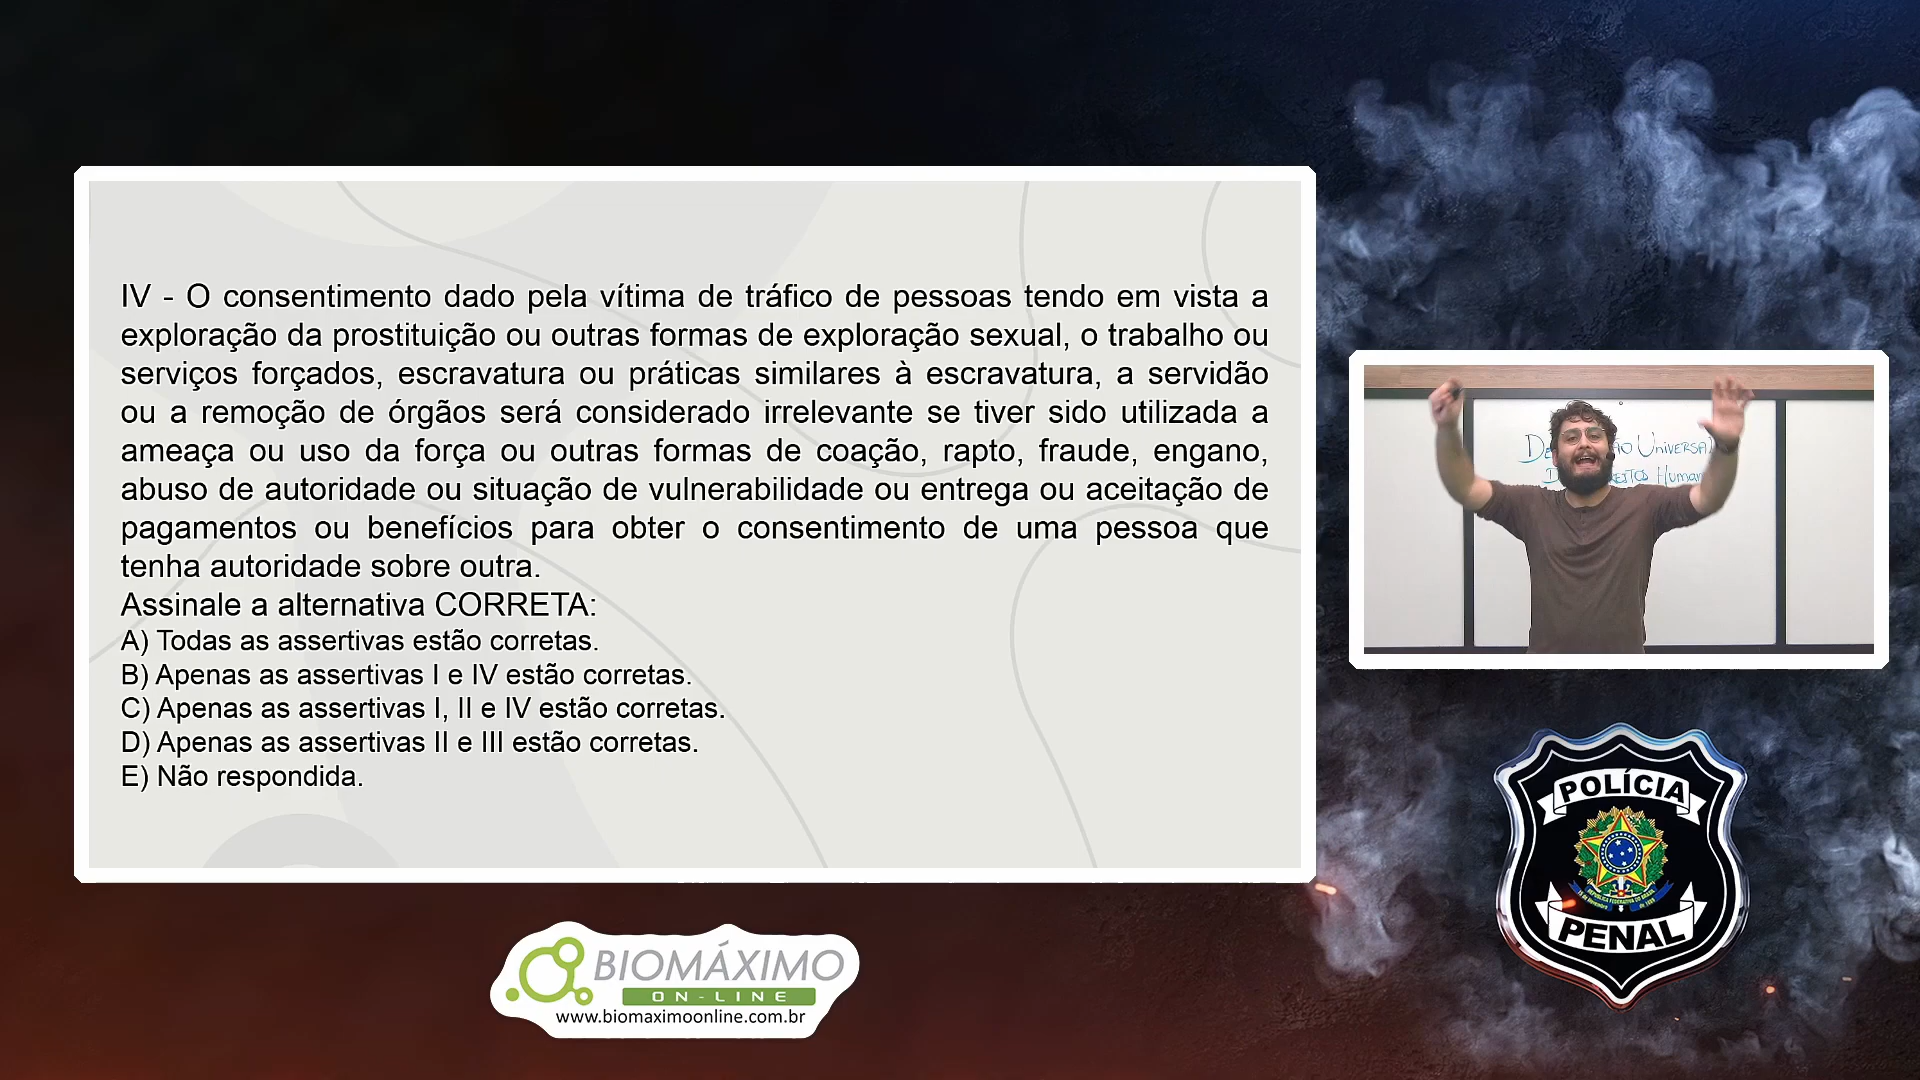 IV - O consentimento dado pela vítima de tráfico de pessoas tendo em vista a
exploração da prostituição ou outras formas de exploração sexual, o trabalho ou
serviços forçados, escravatura ou práticas similares à escravatura, a servidão
ou a remoção de órgãos será considerado irrelevante se tiver sido utilizada a
ameaça ou uso da força ou outras formas de coação, rapto, fraude, engano,
abuso de autoridade ou situação de vulnerabilidade ou entrega ou aceitação de
pagamentos ou benefícios para obter o consentimento de uma pessoa que
tenha autoridade sobre outra.
Assinale a alternativa CORRETA:
A) Todas as assertivas estão corretas.
B) Apenas as assertivas I e IV estão corretas.
C) Apenas as assertivas I, II e IV estão corretas.
D) Apenas as assertivas II e III estão corretas.
E) Não respondida.
UNIVERSAL
POLÍCIA
PENAL
BIOMÁXIMO
ON-LINE
www.biomaximoonline.com.br